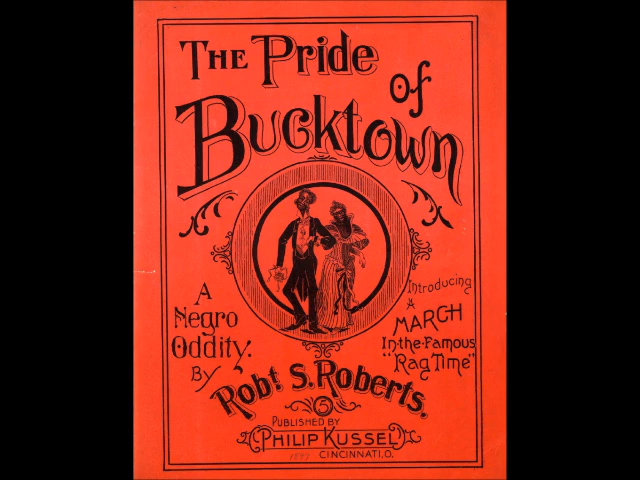 The Pride
of
Bucktown
A
Negro
Oddity.
By
Introducing
A
MARCH
In-the-Famous
"Rag Time"
Robt. S. Roberts.
5
PUBLISHED BY
PHILIP KUSSEL
CINCINNATI, O.